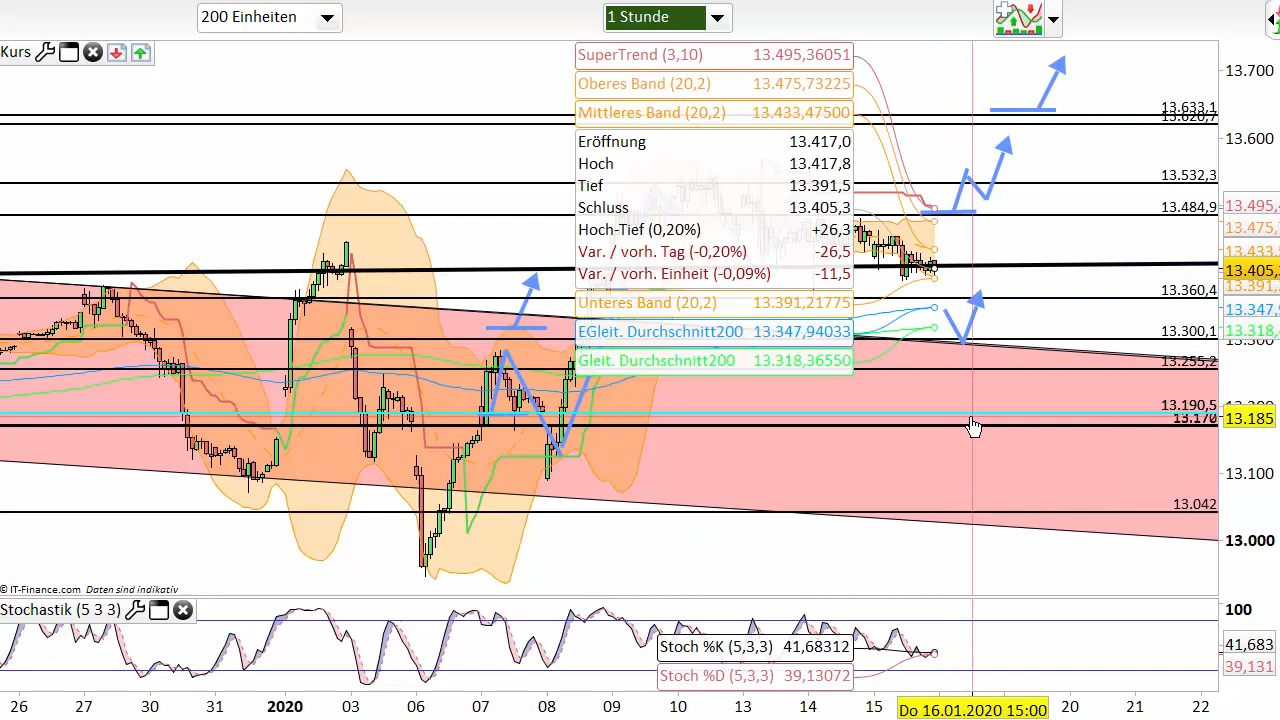 200 Einheiten
1 Stunde
Kurs
SuperTrend (3,10) 13.495,36051
Oberes Band (20,2) 13.475,73225
Mittleres Band (20,2) 13.433,47500
Eröffnung 13.417,0
Hoch 13.417,8
Tief 13.391,5
Schluss 13.405,3
Hoch-Tief (0,20%) +26,3
Var. / vorh. Tag (-0,20%) -26,5
Var. / vorh. Einheit (-0,09%) -11,5
Unteres Band (20,2) 13.391,21775
EGleit. Durchschnitt200 13.347,94033
Gleit. Durchschnitt200 13.318,36550
13.700
13.633,1
13.620,7
13.600
13.532,3
13.484,9
13.495,
13.475,
13.433,
13.405,
13.391,
13.360,4
13.347,
13.318,
13.300,1
13.255,2
13.190,5
13.170
13.185
13.100
13.042
13.000
© IT-Finance.com Daten sind indikativ
Stochastik (5 3 3)
100
Stoch %K (5,3,3) 41,68312
41,683
Stoch %D (5,3,3) 39,13072
39,131
26 27 30 2020 03 06 07 08 09 10 13 14 15 Do 16.01.2020 15:00 20 21 22